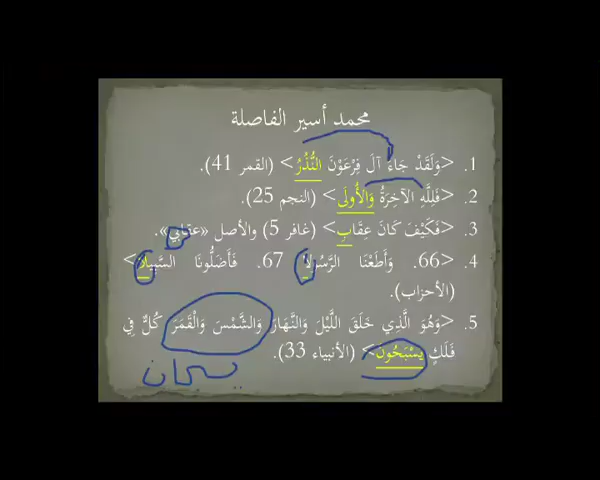 محمد أسير الفاصلة
1. <وَلَقَدْ جَاءَ آلَ فِرْعَوْنَ النُّذُرُ> (القمر 41).
2. <فَلِلَّهِ الآخِرَةُ وَالْأُولَى> (النجم 25).
3. <فَكَيْفَ كَانَ عِقَابِ> (غافر 5) والأصل «عقابي».
4. <66. وَأَطَعْنَا الرَّسُولَا 67. فَأَضَلُّونَا السَّبِيلَا>
(الأحزاب).
5. <وَهُوَ الَّذِي خَلَقَ اللَّيْلَ وَالنَّهَارَ وَالشَّمْسَ وَالْقَمَرَ كُلٌّ فِي
فَلَكٍ يَسْبَحُونَ> (الأنبياء 33).
يسبحان